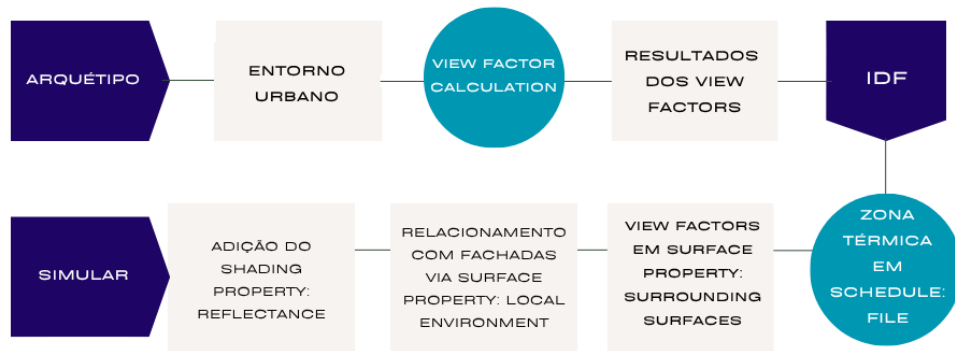 ARQUÉTIPO
ENTORNO
URBANO
VIEW FACTOR
CALCULATION
RESULTADOS
DOS VIEW
FACTORS
IDF
ZONA
TÉRMICA
EM
SCHEDULE:
FILE
VIEW FACTORS
EM SURFACE
PROPERTY:
SURROUNDING
SURFACES
RELACIONAMENTO
COM FACHADAS
VIA SURFACE
PROPERTY: LOCAL
ENVIRONMENT
ADIÇÃO DO
SHADING
PROPERTY:
REFLECTANCE
SIMULAR